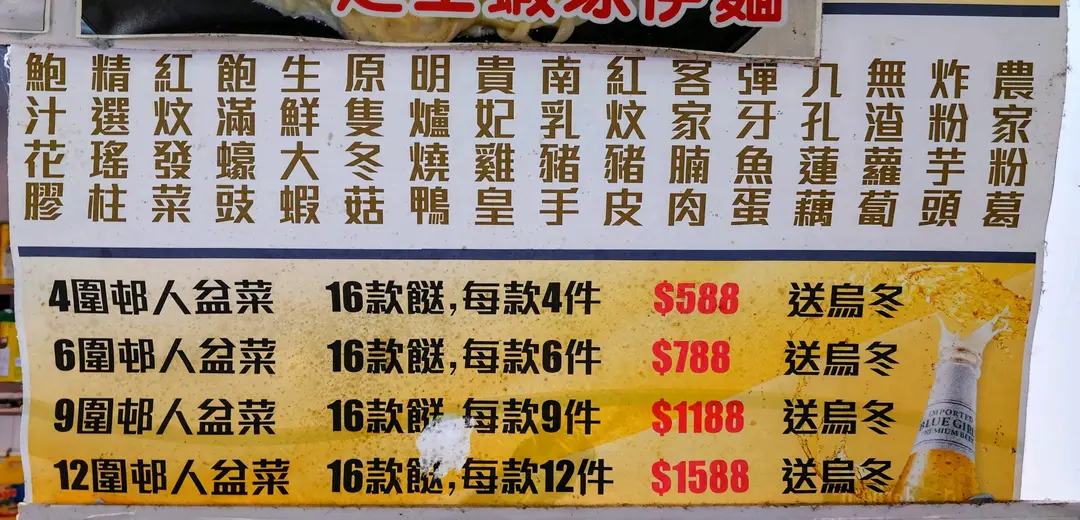 伊麵
鮑汁花膠
精選瑤柱
紅炆發菜
飽滿蠔豉
生鮮大蝦
原隻冬菇
明爐燒鴨
貴妃雞皇
南乳豬手
紅炆豬皮
客家腩肉
彈牙魚蛋
九孔蓮藕
無渣蘿蔔
炸粉芋頭
農家粉葛
4圍邨人盆菜 16款餸,每款4件 $588 送烏冬
6圍邨人盆菜 16款餸,每款6件 $788 送烏冬
9圍邨人盆菜 16款餸,每款9件 $1188 送烏冬
12圍邨人盆菜 16款餸,每款12件 $1588 送烏冬
IMPORTED
BLUE GIRL
PREMIUM BEER